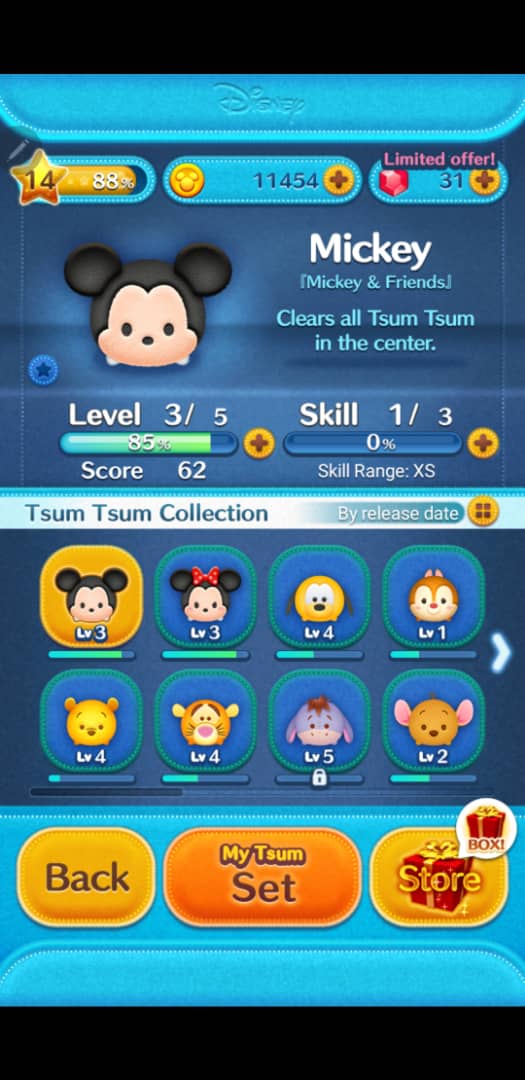 Disney
Limited offer!
14 88% 11454 31
Mickey
『Mickey & Friends』
Clears all Tsum Tsum
in the center.
Level 3/ 5 Skill 1/ 3
85% 0%
Score 62 Skill Range: XS
Tsum Tsum Collection By release date
Lv 3 Lv 3 Lv 4 Lv 1
Lv 4 Lv 4 Lv 5 Lv 2
BOX!
Back My Tsum Set Store